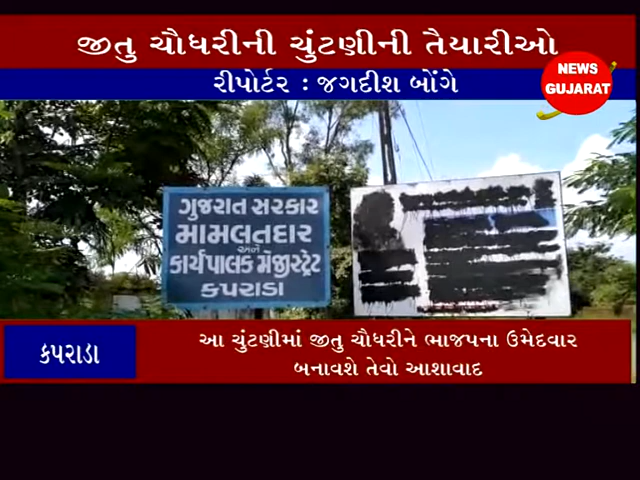 જીતુ ચૌધરીની ચુંટણીની તૈયારીઓ
રીપોર્ટર : જગદીશ બોંગે
NEWS
GUJARAT
ગુજરાત સરકાર
મામલતદાર
અને
કાર્યપાલક મેજીસ્ટ્રેટ
કપરાડા
કપરાડા
આ ચુંટણીમાં જીતુ ચૌધરીને ભાજપના ઉમેદવાર
બનાવશે તેવો આશાવાદ